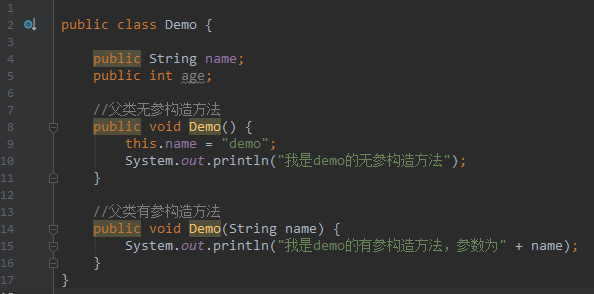 1
2 public class Demo {
3
4 public String name;
5 public int age;
6
7 //父类无参构造方法
8 public void Demo() {
9 this.name = "demo";
10 System.out.println("我是demo的无参构造方法");
11 }
12
13 //父类有参构造方法
14 public void Demo(String name) {
15 System.out.println("我是demo的有参构造方法，参数为" + name);
16 }
17 }